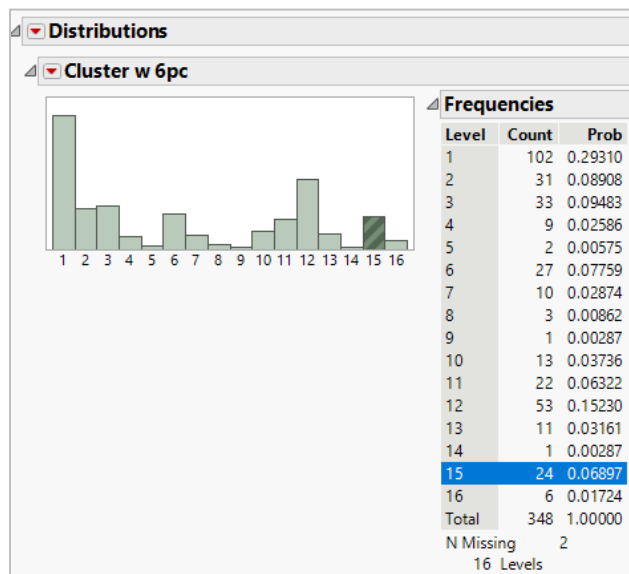 Distributions
Cluster w 6pc
1 2 3 4 5 6 7 8 9 10 11 12 13 14 15 16
Frequencies
Level Count Prob
1 102 0.29310
2 31 0.08908
3 33 0.09483
4 9 0.02586
5 2 0.00575
6 27 0.07759
7 10 0.02874
8 3 0.00862
9 1 0.00287
10 13 0.03736
11 22 0.06322
12 53 0.15230
13 11 0.03161
14 1 0.00287
15 24 0.06897
16 6 0.01724
Total 348 1.00000
N Missing 2
16 Levels